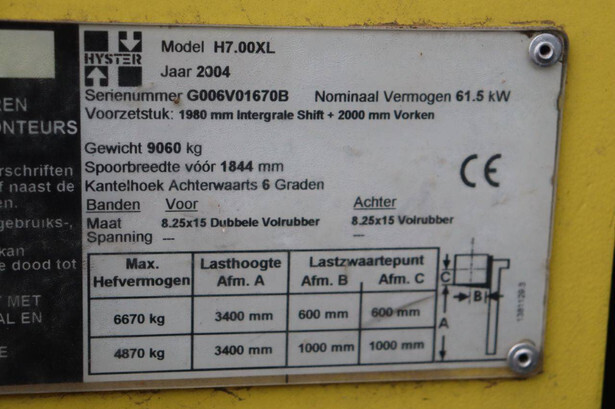 HYSTER
Model H7.00XL
Jaar 2004
Serienummer G006V01670B Nominaal Vermogen 61.5 kW
Voorzetstuk: 1980 mm Intergrale Shift + 2000 mm Vorken
Gewicht 9060 kg
Spoorbreedte vóór 1844 mm
Kantelhoek Achterwaarts 6 Graden
CE
Banden Voor Achter
Maat 8.25x15 Dubbele Volrubber 8.25x15 Volrubber
Spanning --- ---
Max. Hefvermogen Lasthoogte Afm. A Lastzwaartepunt Afm. B Afm. C
6670 kg 3400 mm 600 mm 600 mm
4870 kg 3400 mm 1000 mm 1000 mm
C
B
A
1381129.5
REN
ONTEURS
rschriften
f naast de
en.
gebruiks-,
kan
e dood tot
T MET
AL EN
E